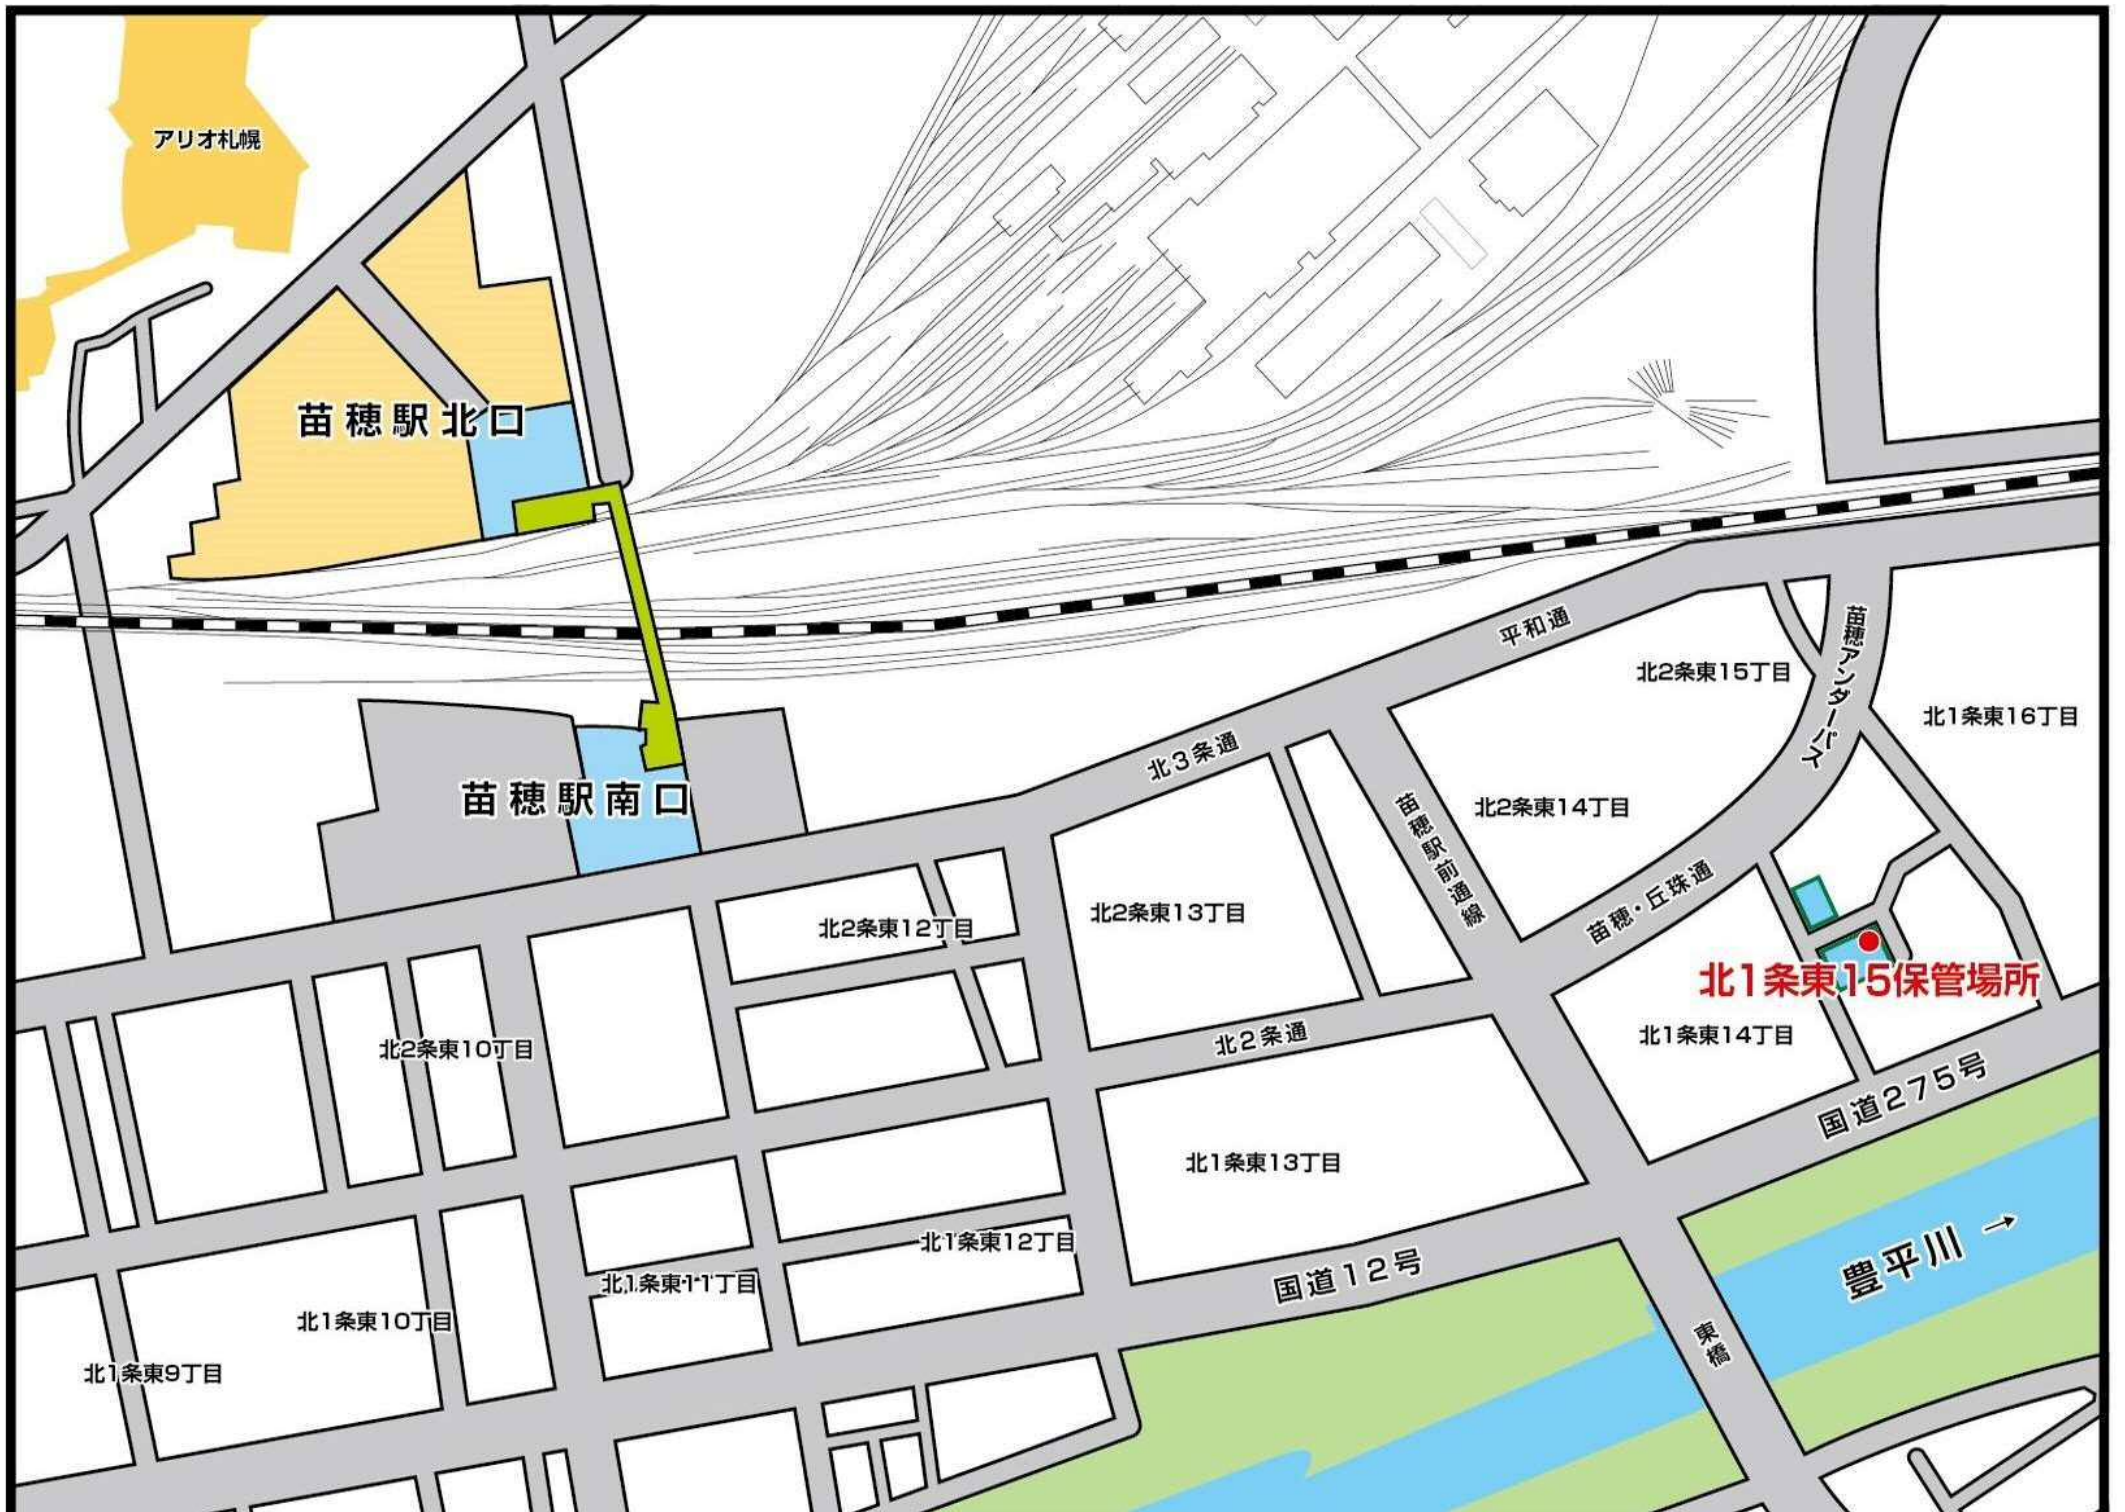 アリオ札幌
苗穂駅北口
平和通
苗穂アンダーパス
北2条東15丁目
北1条東16丁目
北3条通
苗穂駅南口
苗穂駅前通線
北2条東14丁目
苗穂・丘珠通
北2条東12丁目
北2条東13丁目
北1条東15保管場所
北2条東10丁目
北2条通
北1条東14丁目
国道275号
北1条東13丁目
北1条東12丁目
国道12号
豊平川→
北1条東11丁目
北1条東10丁目
東橋
北1条東9丁目